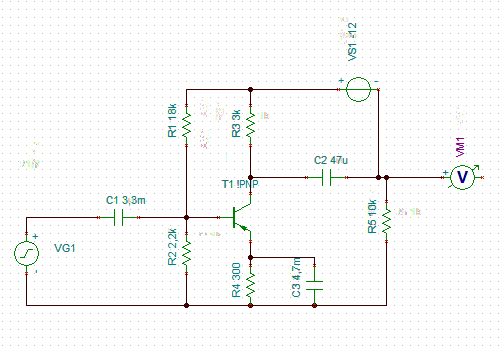 VS1 -12
+
-
R1 18k
R3 3k
VM1
T1 !PNP
C2 47u
+
V
C1 3,3m
R5 10k
+
VG1
-
R2 2,2k
R4 300
C3 4,7m